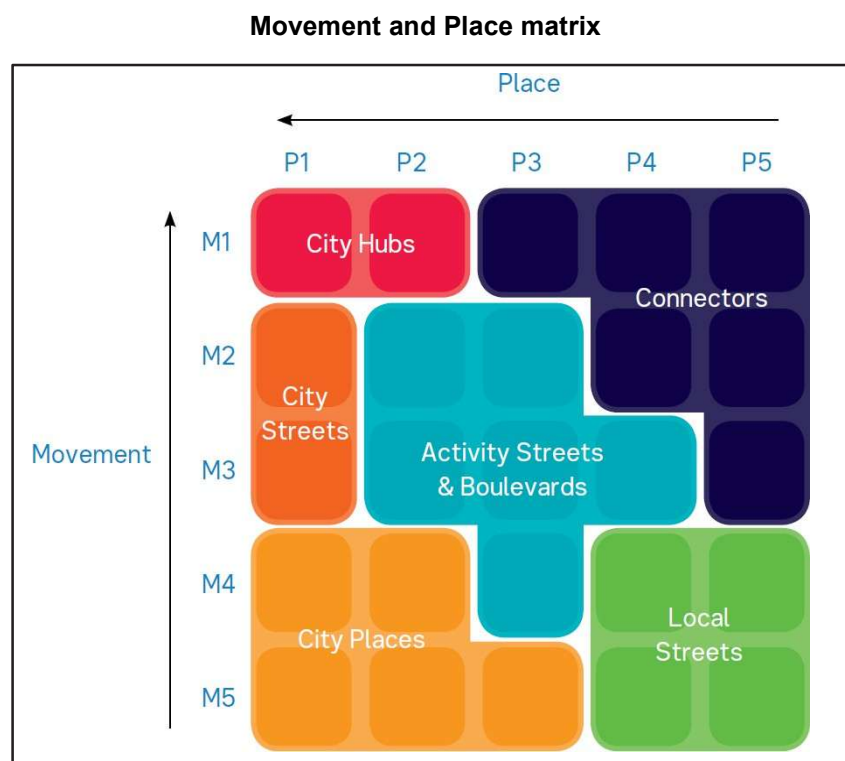 Movement and Place matrix
Place
P1 P2 P3 P4 P5
M1
City Hubs
Connectors
M2
City
Streets
Movement
M3
Activity Streets
& Boulevards
M4
City Places
Local
Streets
M5